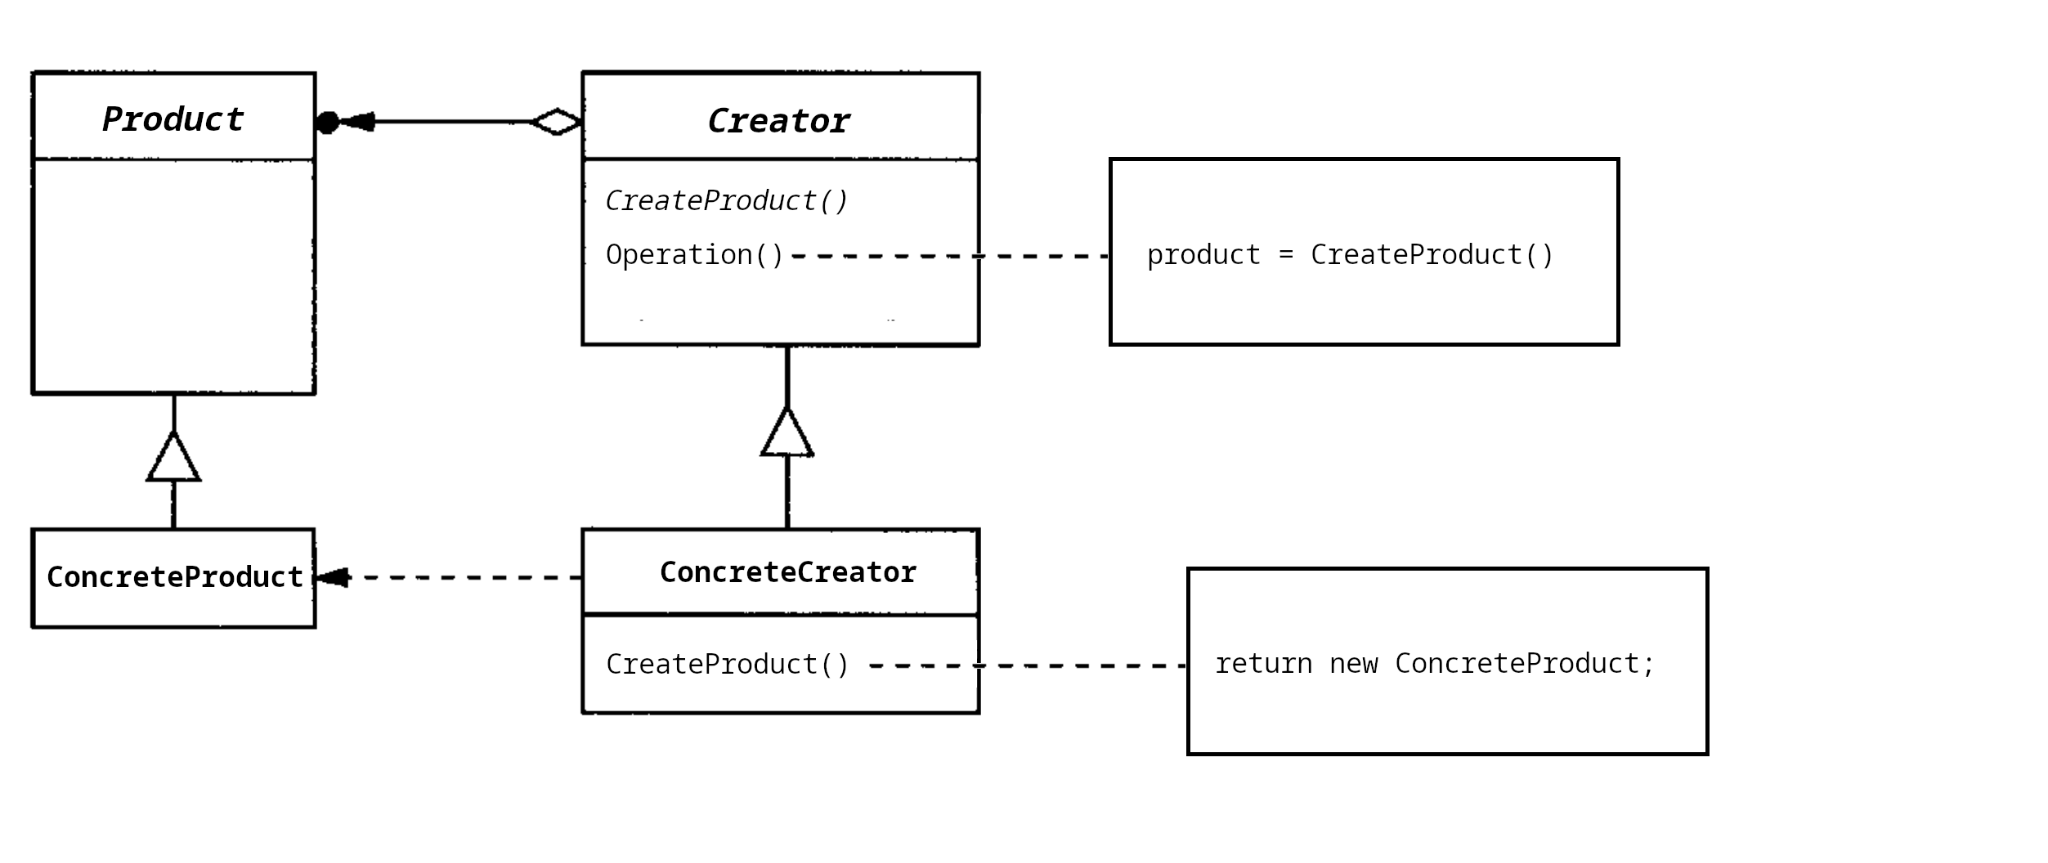 Product
Creator
CreateProduct()
Operation()
product = CreateProduct()
ConcreteProduct
ConcreteCreator
CreateProduct()
return new ConcreteProduct;